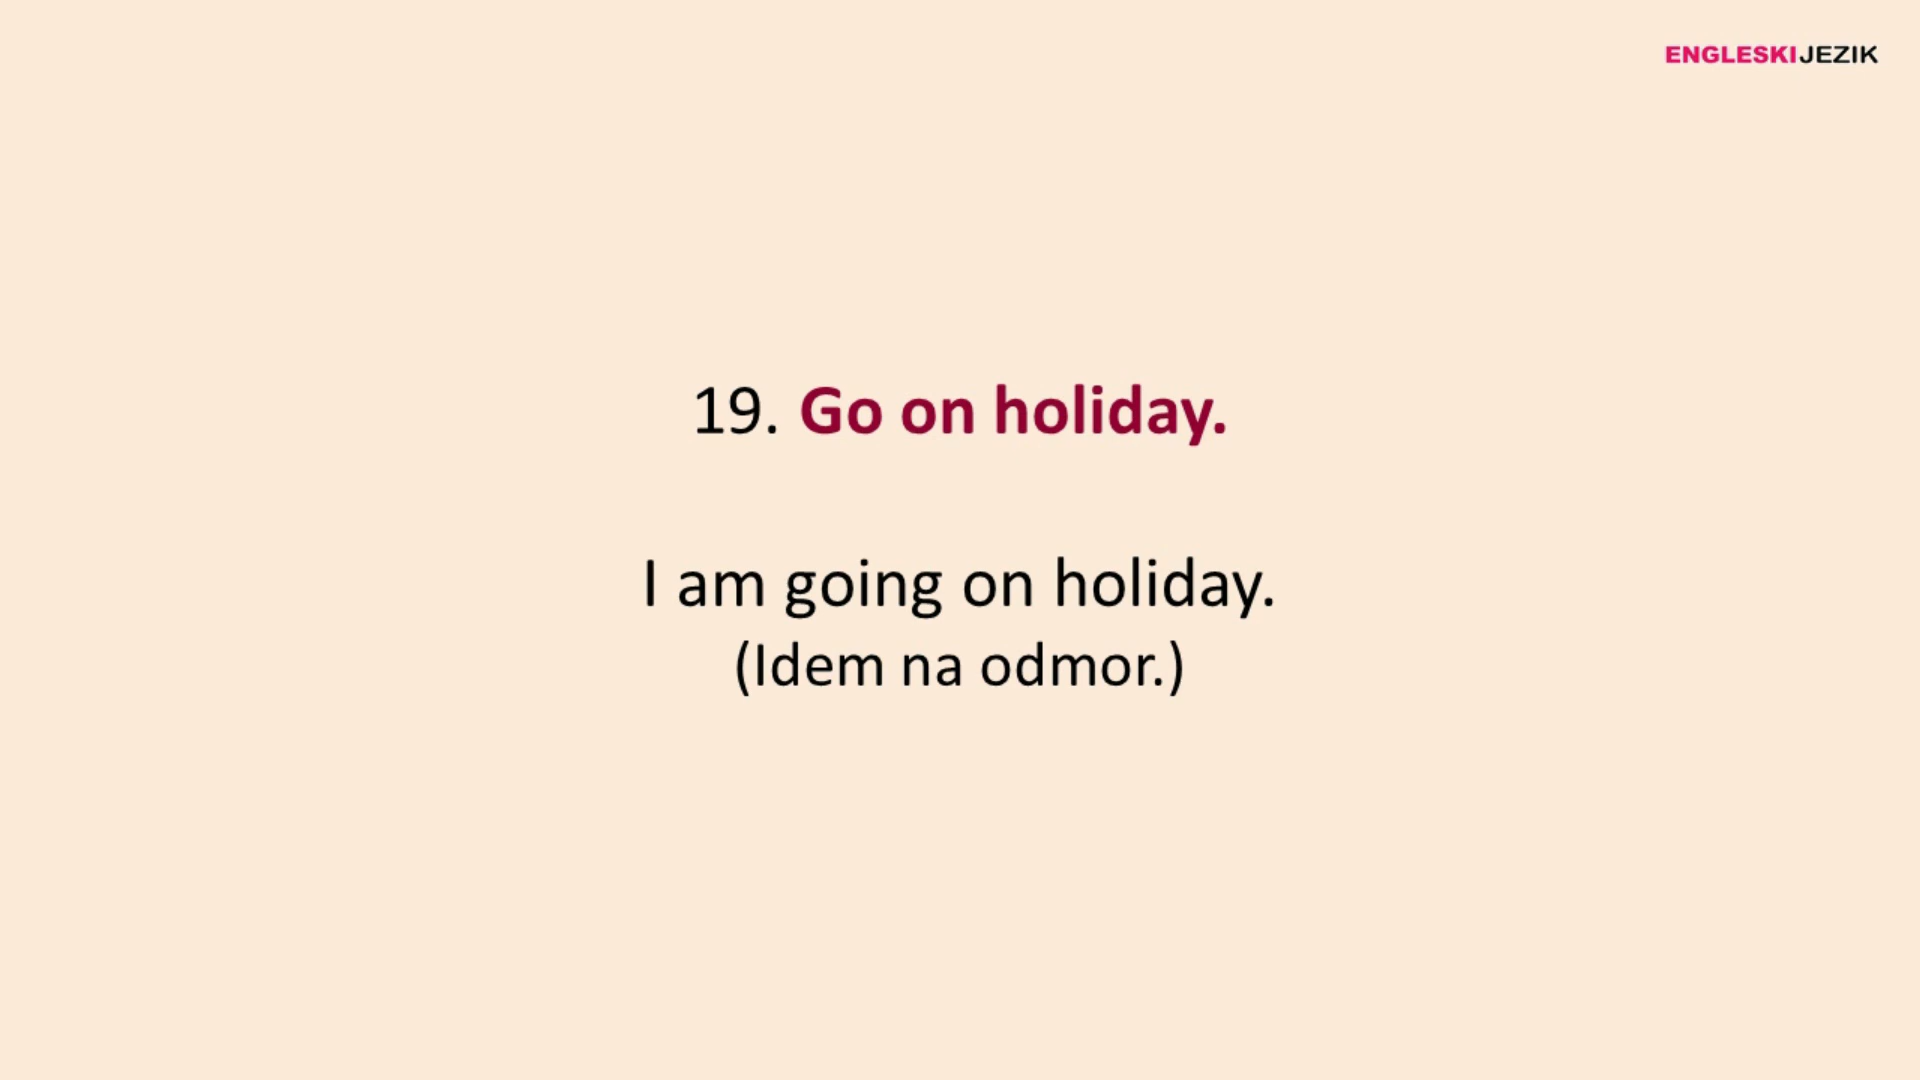 ENGLESKIJEZIK
19. Go on holiday.
I am going on holiday.
(Idem na odmor.)